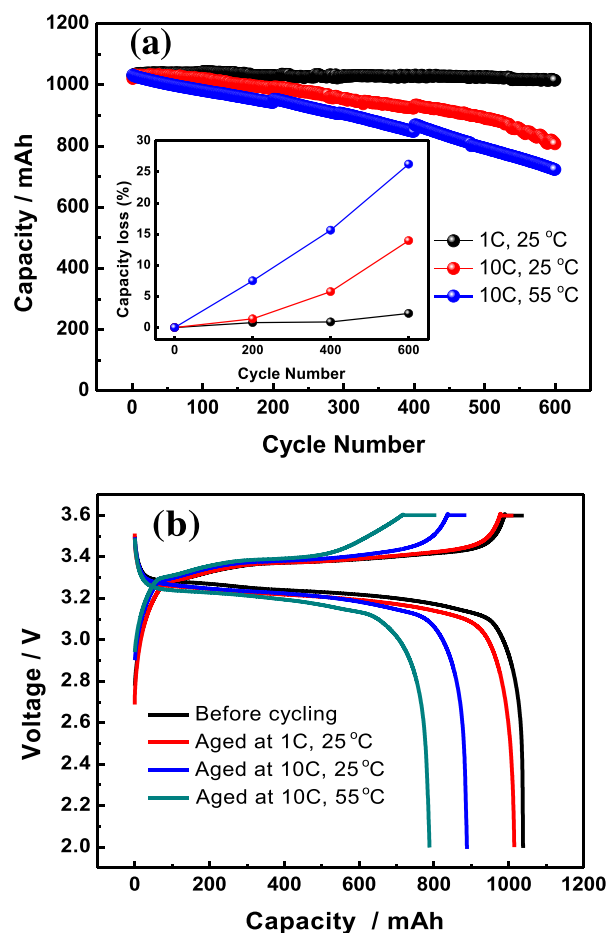 (a)
Capacity / mAh
1200
1000
800
600
400
200
0
0 100 200 300 400 500 600
Cycle Number
Capacity loss (%)
30
25
20
15
10
5
0
0 200 400 600
Cycle Number
1C, 25 °C
10C, 25 °C
10C, 55 °C
(b)
Voltage / V
3.6
3.4
3.2
3.0
2.8
2.6
2.4
2.2
2.0
Before cycling
Aged at 1C, 25 °C
Aged at 10C, 25 °C
Aged at 10C, 55 °C
0 200 400 600 800 1000 1200
Capacity / mAh